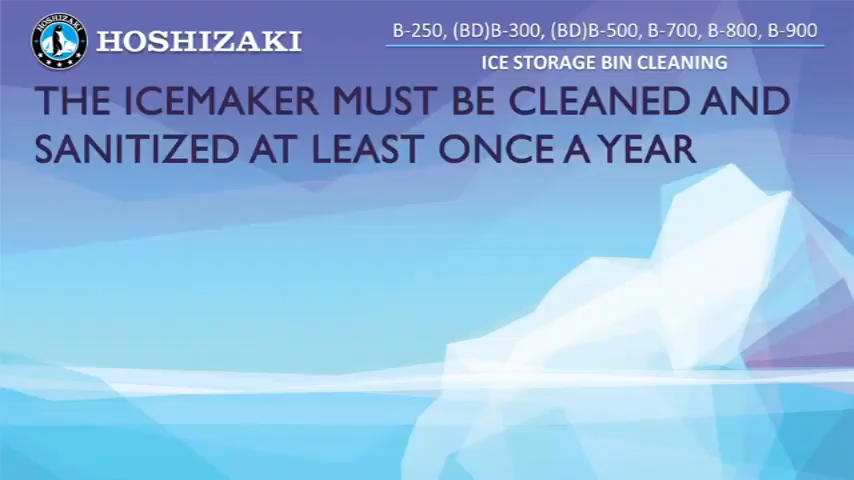 HOSHIZAKI
HOSHIZAKI
B-250, (BD)B-300, (BD)B-500, B-700, B-800, B-900
ICE STORAGE BIN CLEANING
THE ICEMAKER MUST BE CLEANED AND
SANITIZED AT LEAST ONCE A YEAR